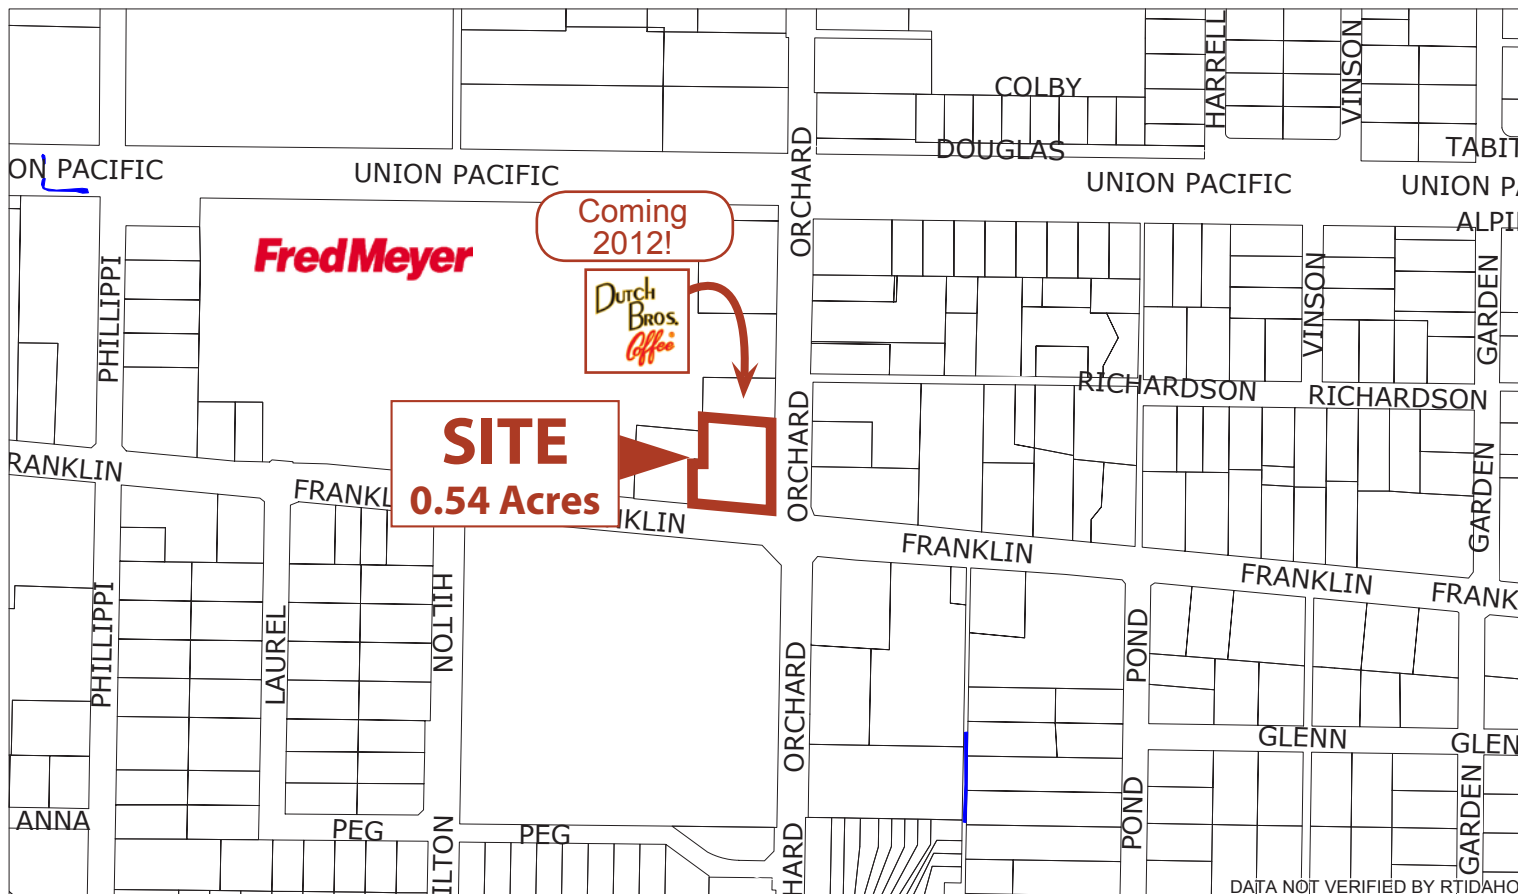 COLBY
HARRELL
VINSON
DOUGLAS
TABIT
ON PACIFIC
UNION PACIFIC
ORCHARD
UNION PACIFIC
UNION PA
ALPI
Coming
2012!
FredMeyer
PHILLIPPI
DUTCH
BROS.
Coffee
VINSON
GARDEN
RICHARDSON
RICHARDSON
SITE
0.54 Acres
ORCHARD
RANKLIN
FRANKL
NKLIN
GARDEN
FRANKLIN
FRANKLIN
FRANK
PHILLIPPI
LAUREL
HILTON
ORCHARD
POND
GLENN
GLEN
ANNA
PEG
PEG
ILTON
HARD
POND
GARDEN
DATA NOT VERIFIED BY RTIDAHO